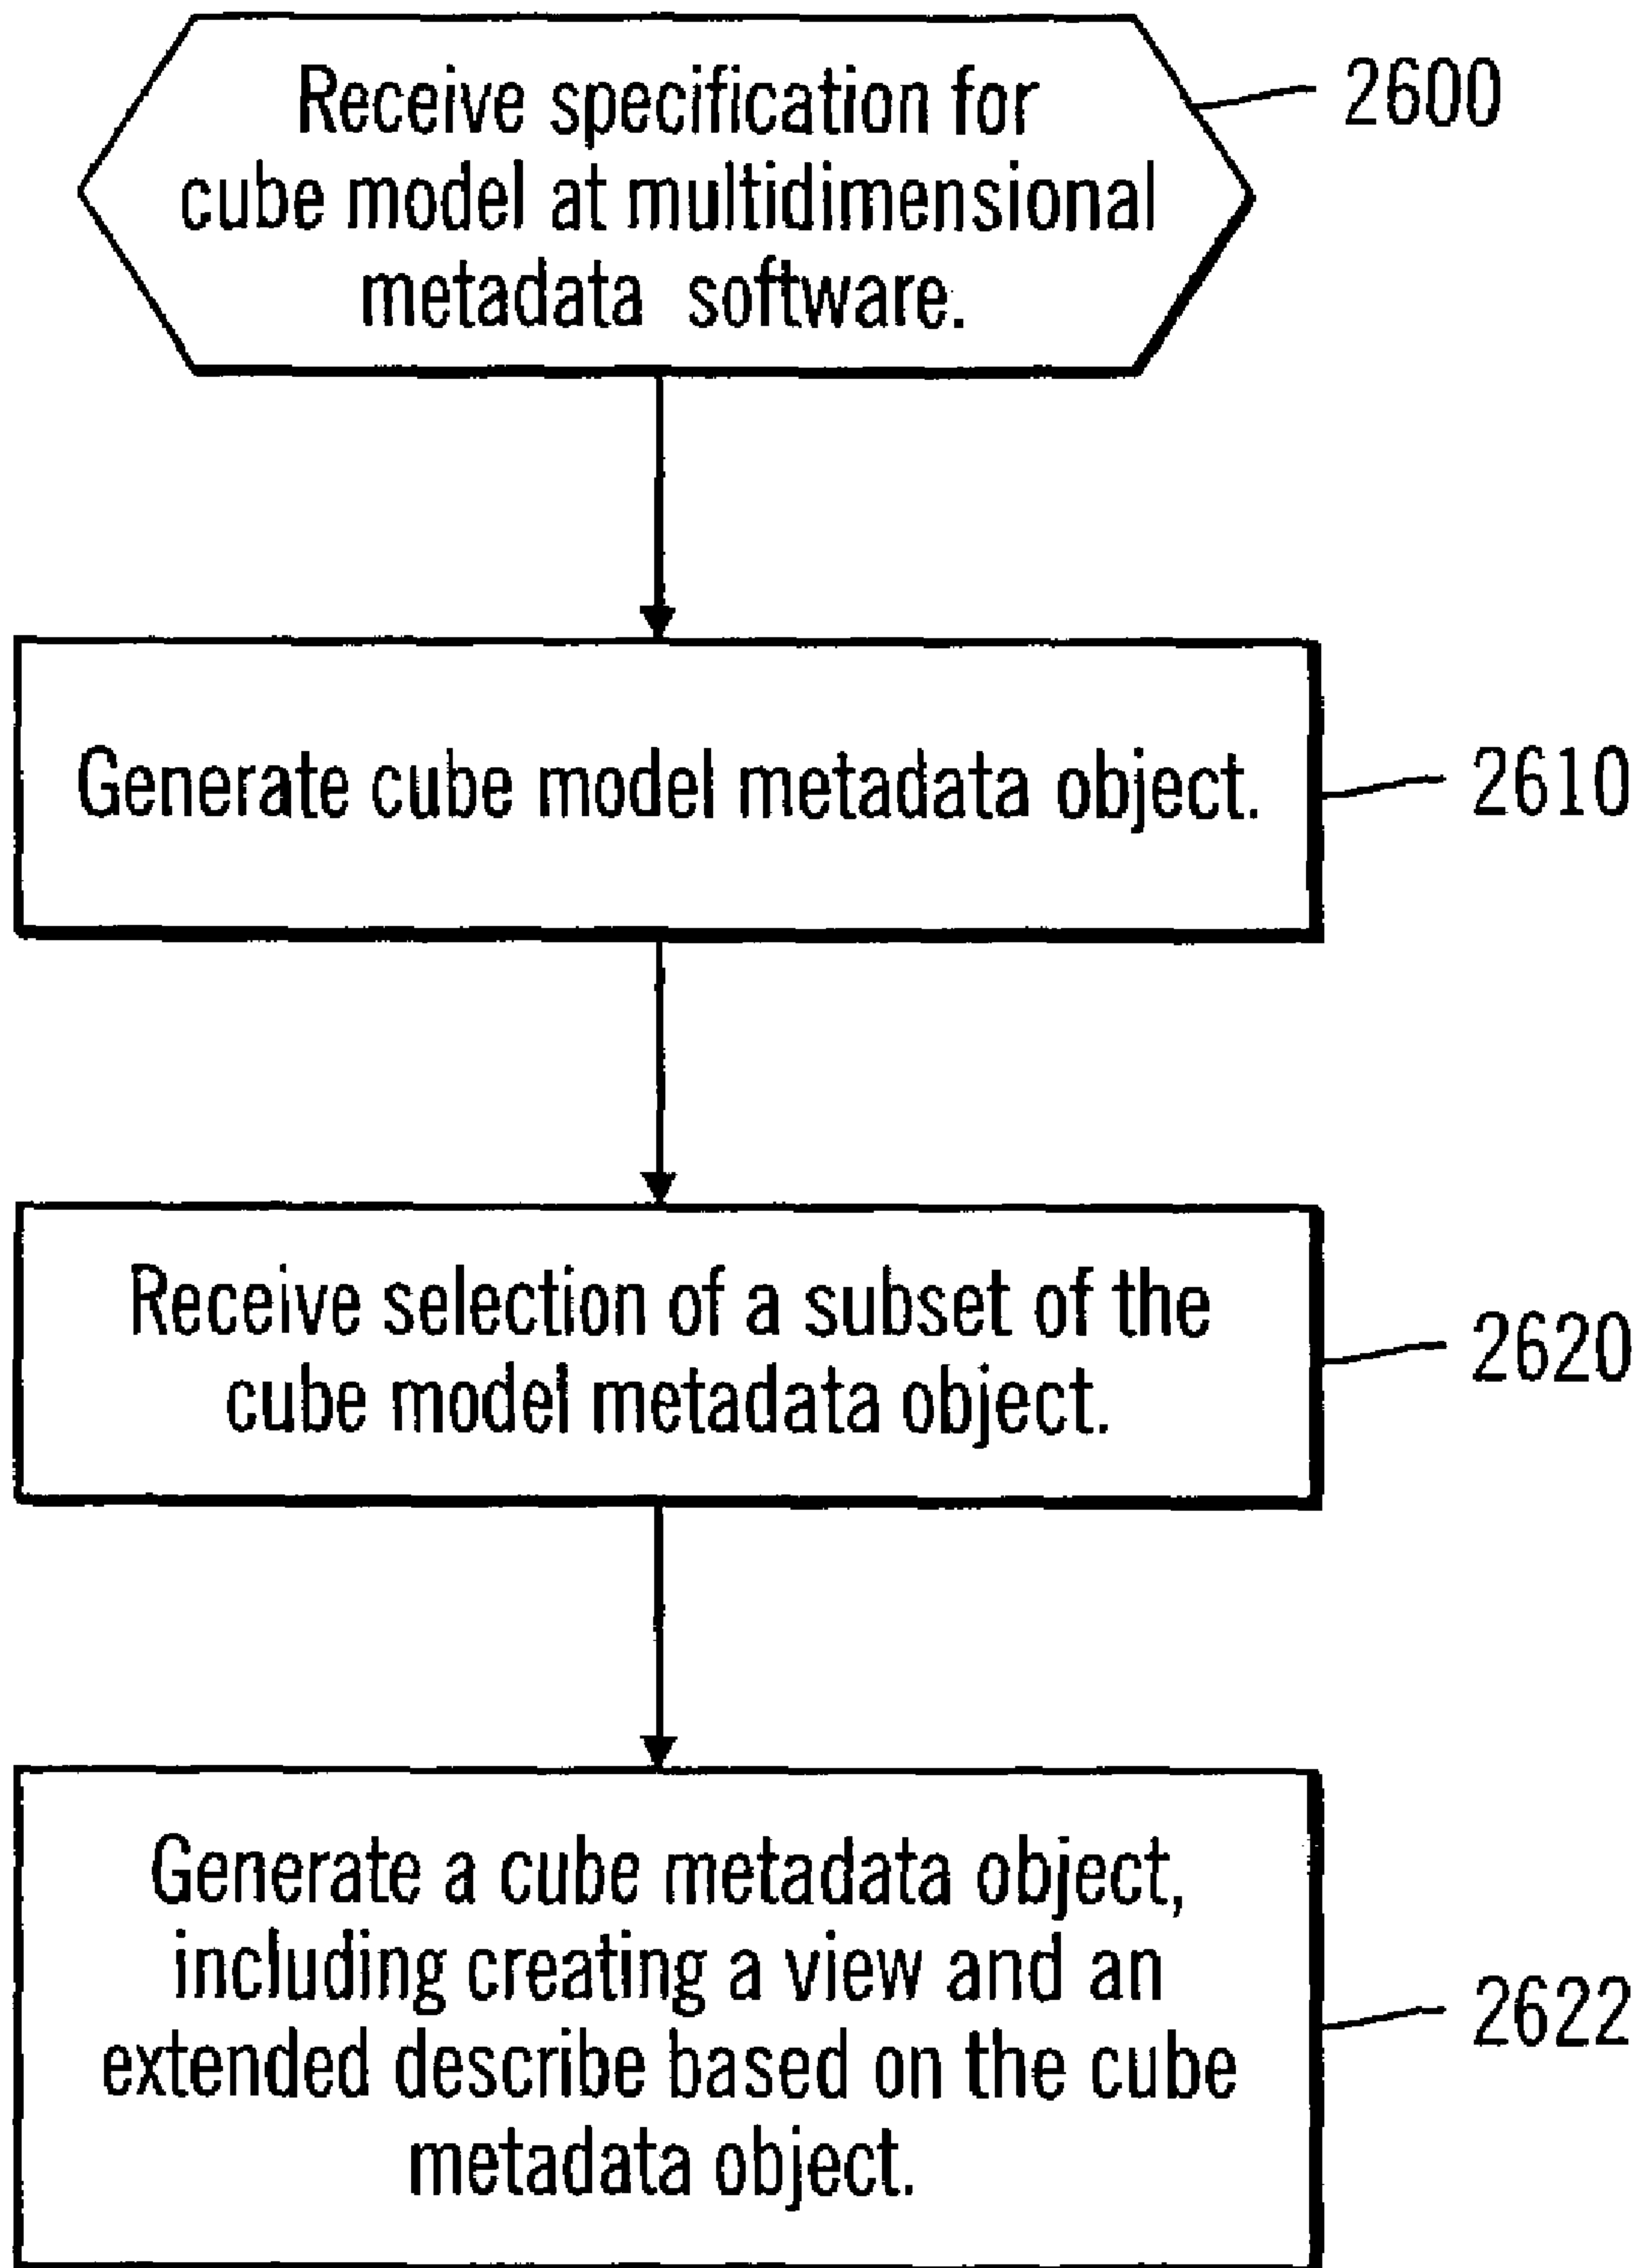 Receive specification for
cube model at multidimensional
metadata software.
2600
Generate cube model metadata object.
2610
Receive selection of a subset of the
cube model metadata object.
2620
Generate a cube metadata object,
including creating a view and an
extended describe based on the cube
metadata object.
2622